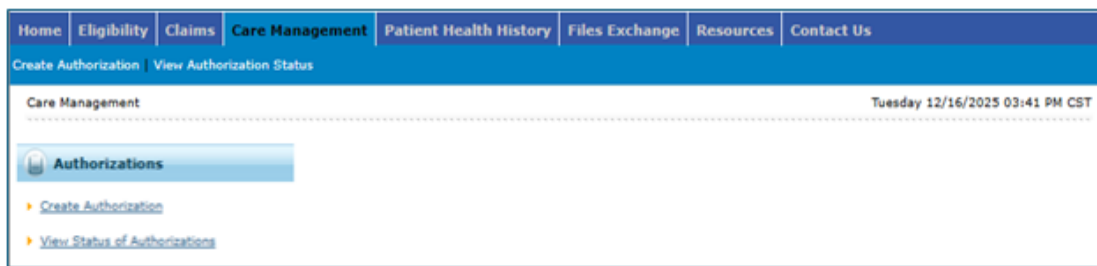 Home Eligibility Claims Care Management Patient Health History Files Exchange Resources Contact Us
Create Authorization | View Authorization Status
Care Management Tuesday 12/16/2025 03:41 PM CST
Authorizations
Create Authorization
View Status of Authorizations